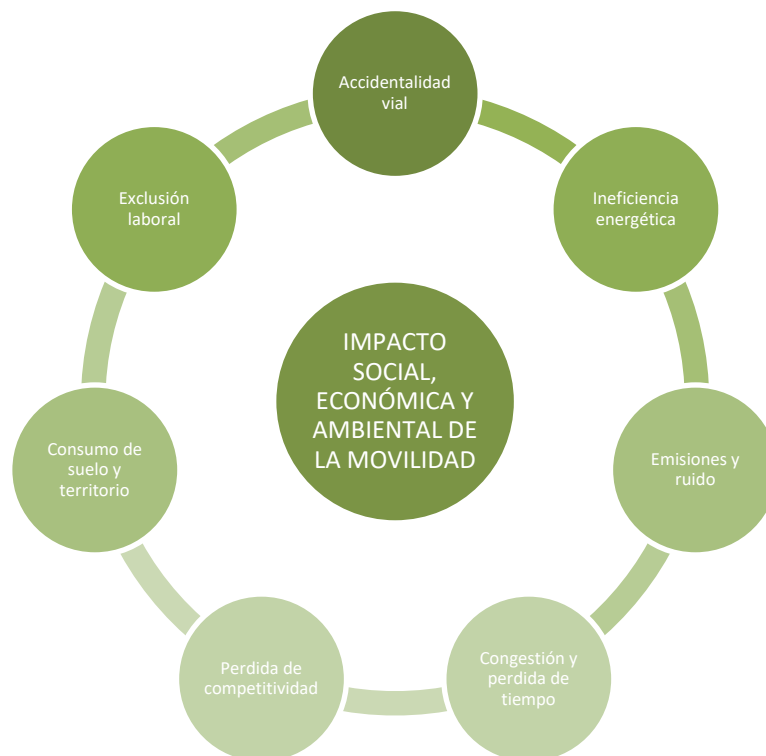 Accidentalidad
vial
Ineficiencia
energética
Emisiones y
ruido
Congestión y
perdida de
tiempo
Perdida de
competitividad
Consumo de
suelo y
territorio
Exclusión
laboral
IMPACTO
SOCIAL,
ECONÓMICA Y
AMBIENTAL DE
LA MOVILIDAD